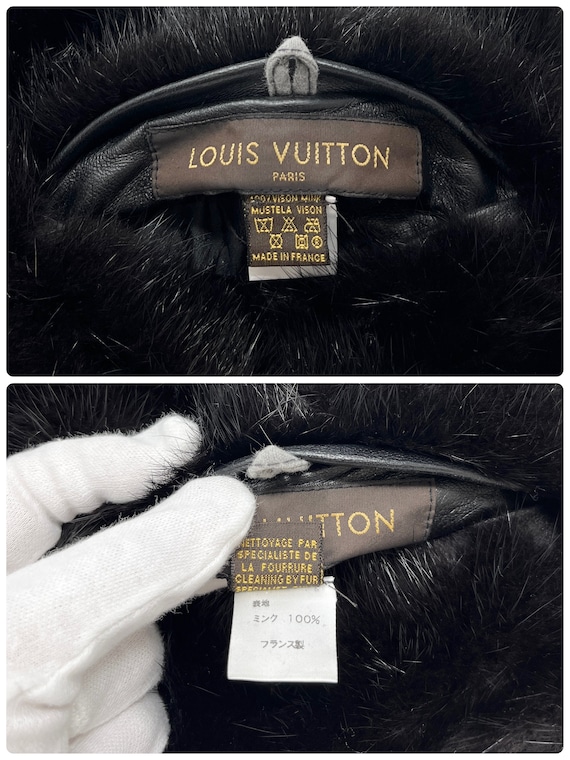 LOUIS VUITTON
PARIS
100% VISON MINK
MUSTELA VISON
MADE IN FRANCE
UITTON
NETTOYAGE PAR
SPECIALISTE DE
LA FOURRURE
CLEANING BY FUR
表地
ミンク 100%
フランス製